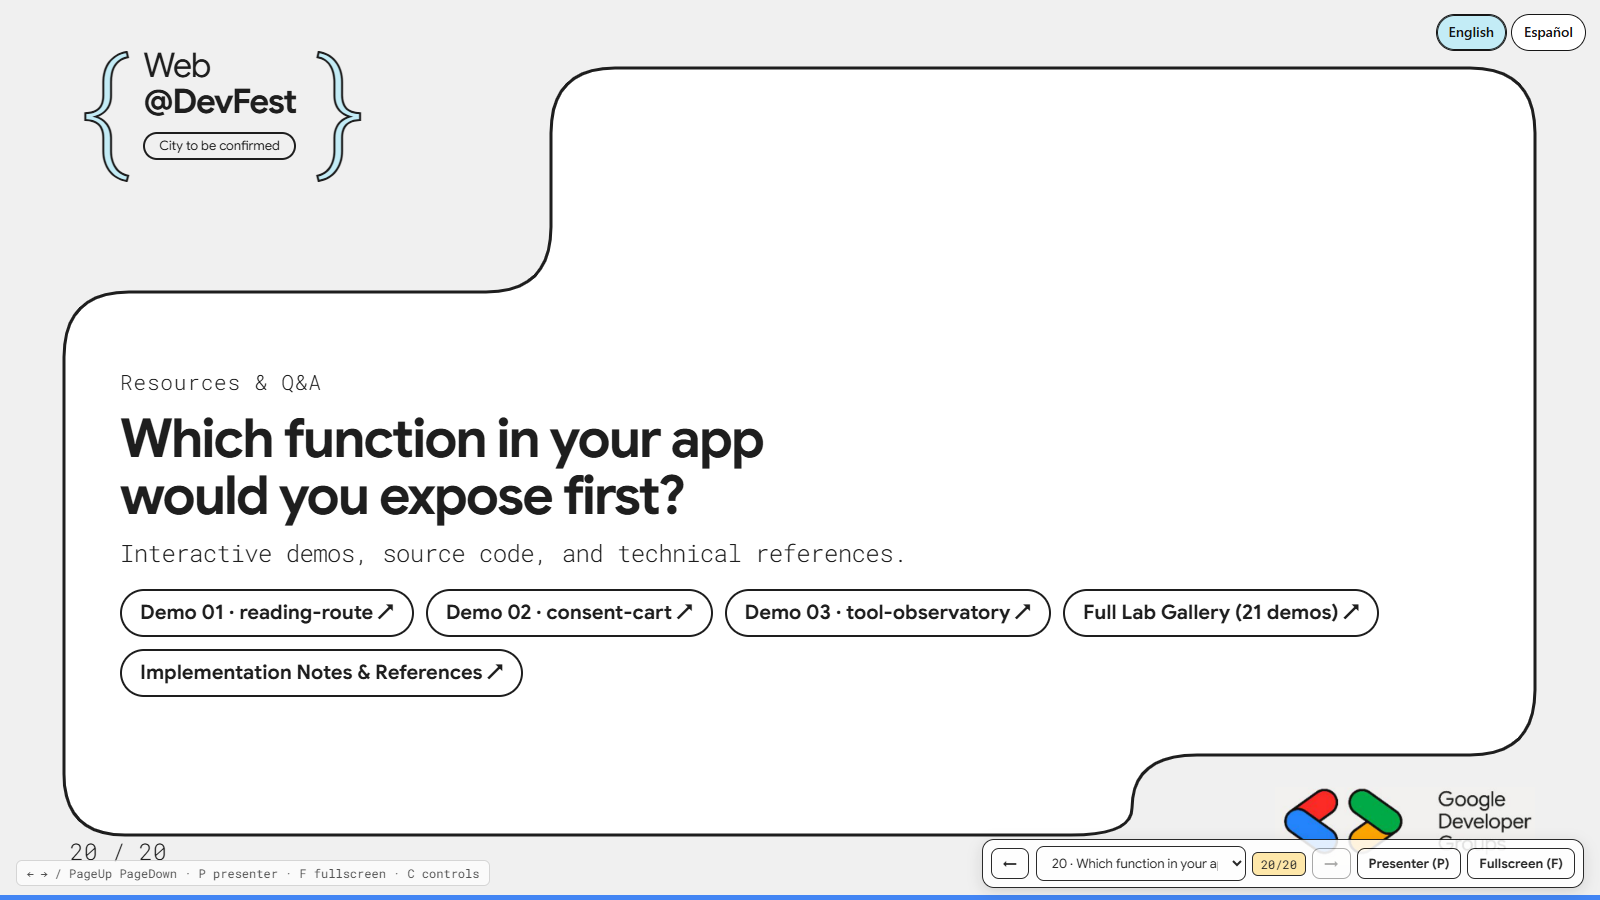 English
Español
Web
@DevFest
City to be confirmed
Resources & Q&A
Which function in your app
would you expose first?
Interactive demos, source code, and technical references.
Demo 01 · reading-route ↗
Demo 02 · consent-cart ↗
Demo 03 · tool-observatory ↗
Full Lab Gallery (21 demos) ↗
Implementation Notes & References ↗
Google
Developer
Groups
20 / 20
← → / PageUp PageDown · P presenter · F fullscreen · C controls
←
20 · Which function in your a
20/20
→
Presenter (P)
Fullscreen (F)